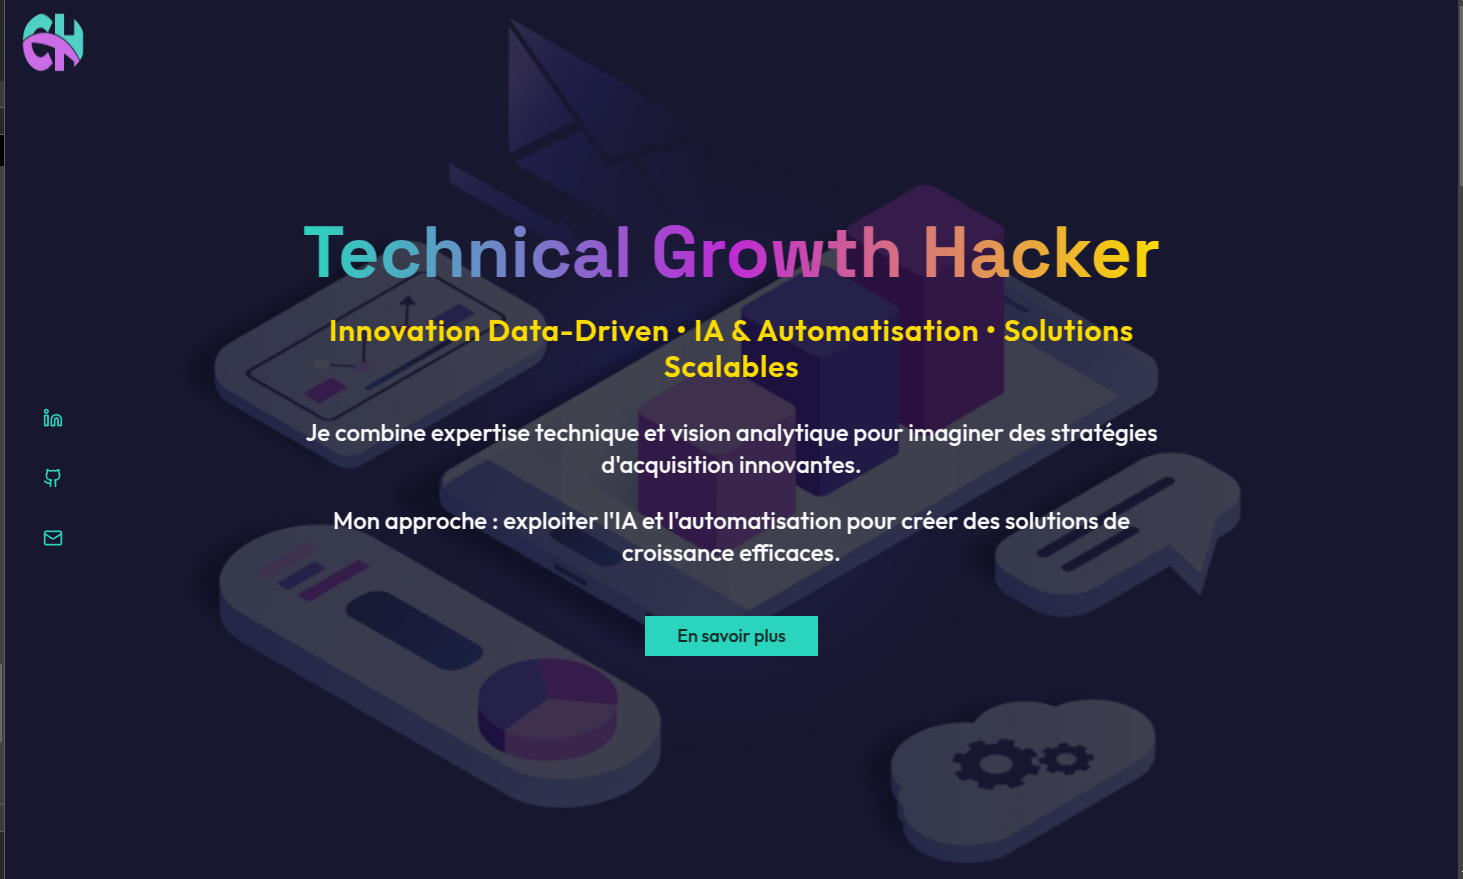 CH
Technical Growth Hacker
Innovation Data-Driven • IA & Automatisation • Solutions
Scalables
Je combine expertise technique et vision analytique pour imaginer des stratégies
d'acquisition innovantes.
Mon approche : exploiter l'IA et l'automatisation pour créer des solutions de
croissance efficaces.
En savoir plus